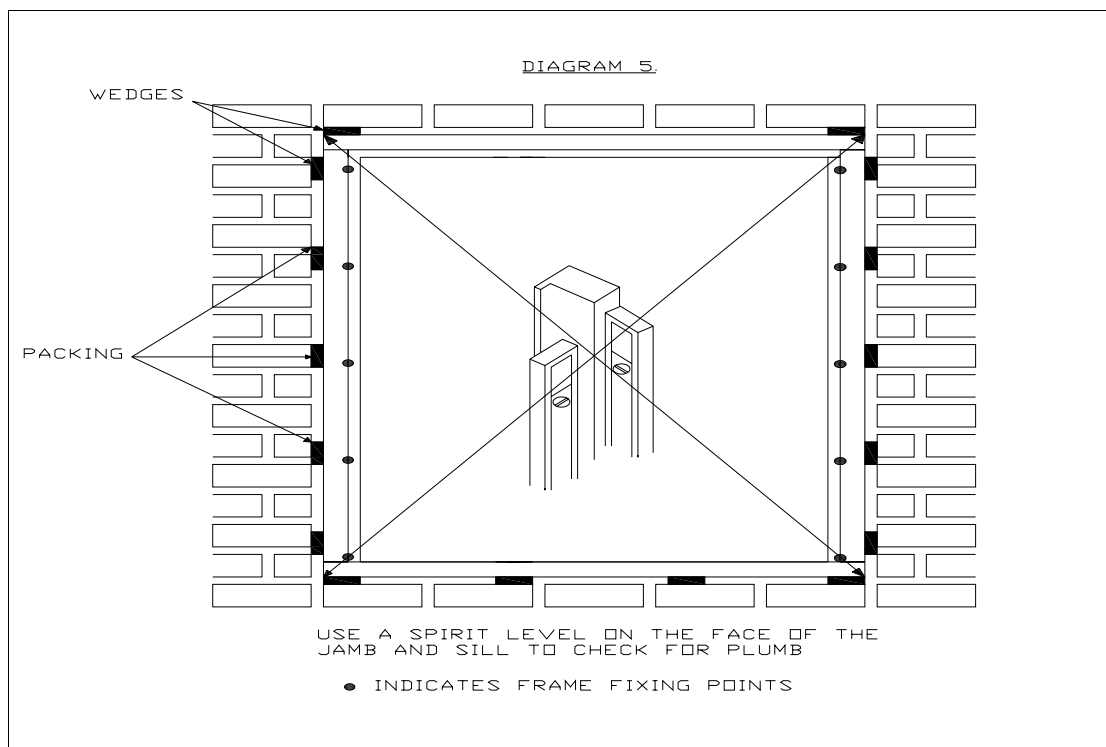 DIAGRAM 5.
WEDGES
PACKING
USE A SPIRIT LEVEL ON THE FACE OF THE
JAMB AND SILL TO CHECK FOR PLUMB
INDICATES FRAME FIXING POINTS